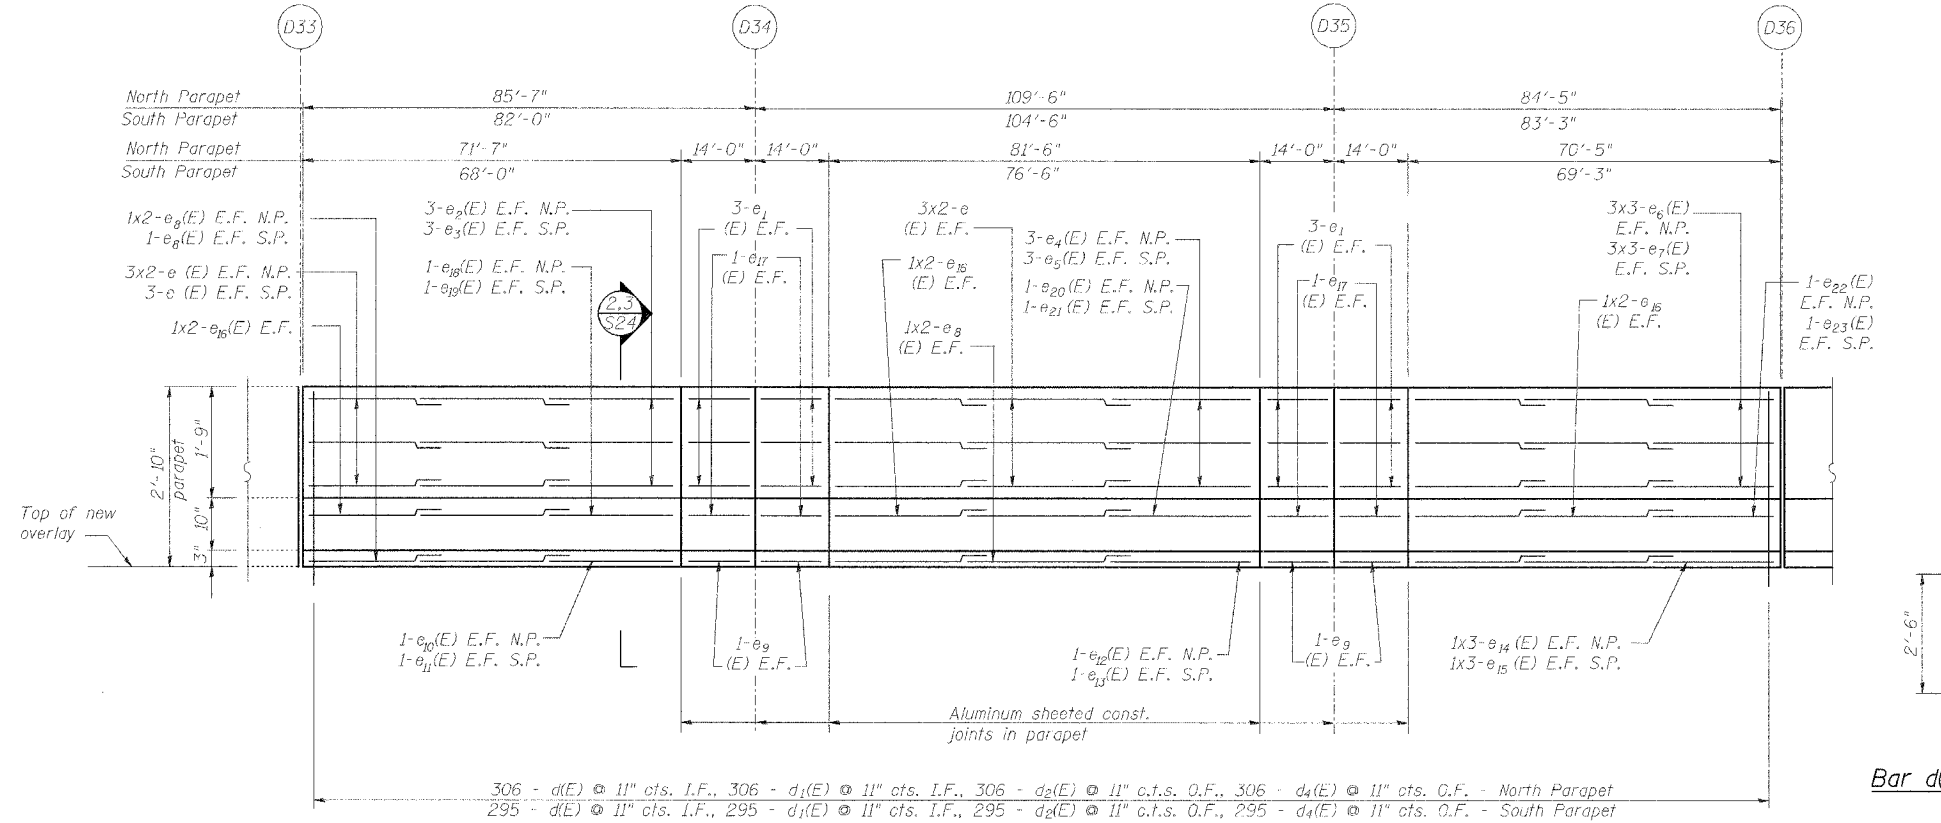 D33
D34
D35
D36
North Parapet 85'-7" 109'-6" 84'-5"
South Parapet 82'-0" 104'-6" 83'-3"
North Parapet 71'-7" 14'-0" 14'-0" 81'-6" 14'-0" 14'-0" 70'-5"
South Parapet 68'-0" 76'-6" 69'-3"
1x2-e8(E) E.F. N.P.
1-e8(E) E.F. S.P.
3x2-e (E) E.F. N.P.
3-e (E) E.F. S.P.
1x2-e16(E) E.F.
3-e2(E) E.F. N.P.
3-e3(E) E.F. S.P.
1-e18(E) E.F. N.P.
1-e19(E) E.F. S.P.
2,3
S24
3-e1
(E) E.F.
1-e17
(E) E.F.
3x2-e
(E) E.F.
1x2-e16
(E) E.F.
1x2-e8
(E) E.F.
3-e4(E) E.F. N.P.
3-e5(E) E.F. S.P.
1-e20(E) E.F. N.P.
1-e21(E) E.F. S.P.
3-e1
(E) E.F.
1-e17
(E) E.F.
3x3-e6(E)
E.F. N.P.
3x3-e7(E)
E.F. S.P.
1x2-e16
(E) E.F.
1-e22(E)
E.F. N.P.
1-e23(E)
E.F. S.P.
2'-10"
parapet
1'-9"
10"
3"
Top of new
overlay
1-e10(E) E.F. N.P.
1-e11(E) E.F. S.P.
1-e9
(E) E.F.
1-e12(E) E.F. N.P.
1-e13(E) E.F. S.P.
1-e9
(E) E.F.
1x3-e14(E) E.F. N.P.
1x3-e15(E) E.F. S.P.
2'-6"
Aluminum sheeted const.
joints in parapet
Bar d(
306 - d(E) @ 11" cts. I.F., 306 - d1(E) @ 11" cts. I.F., 306 - d2(E) @ 11" c.t.s. O.F., 306 - d4(E) @ 11" cts. O.F. - North Parapet
295 - d(E) @ 11" cts. I.F., 295 - d1(E) @ 11" cts. I.F., 295 - d2(E) @ 11" c.t.s. O.F., 295 - d4(E) @ 11" cts. O.F. - South Parapet